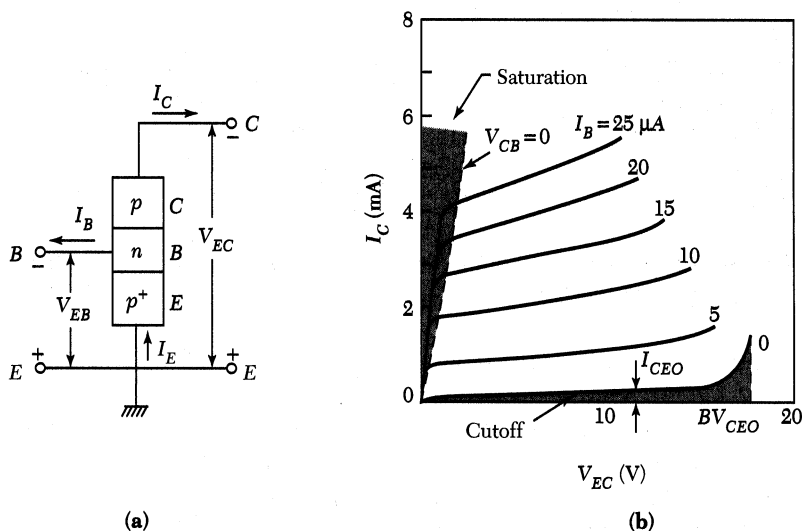 I_C
C
–
p C
I_B
B
–
n B
V_EC
V_EB
p⁺ E
I_E
+
E
+
E
(a)
8
Saturation
6
V_CB=0
I_B=25 μA
20
I_C (mA)
4
15
10
2
5
0
I_CEO
0
10
BV_CEO
20
Cutoff
V_EC (V)
(b)